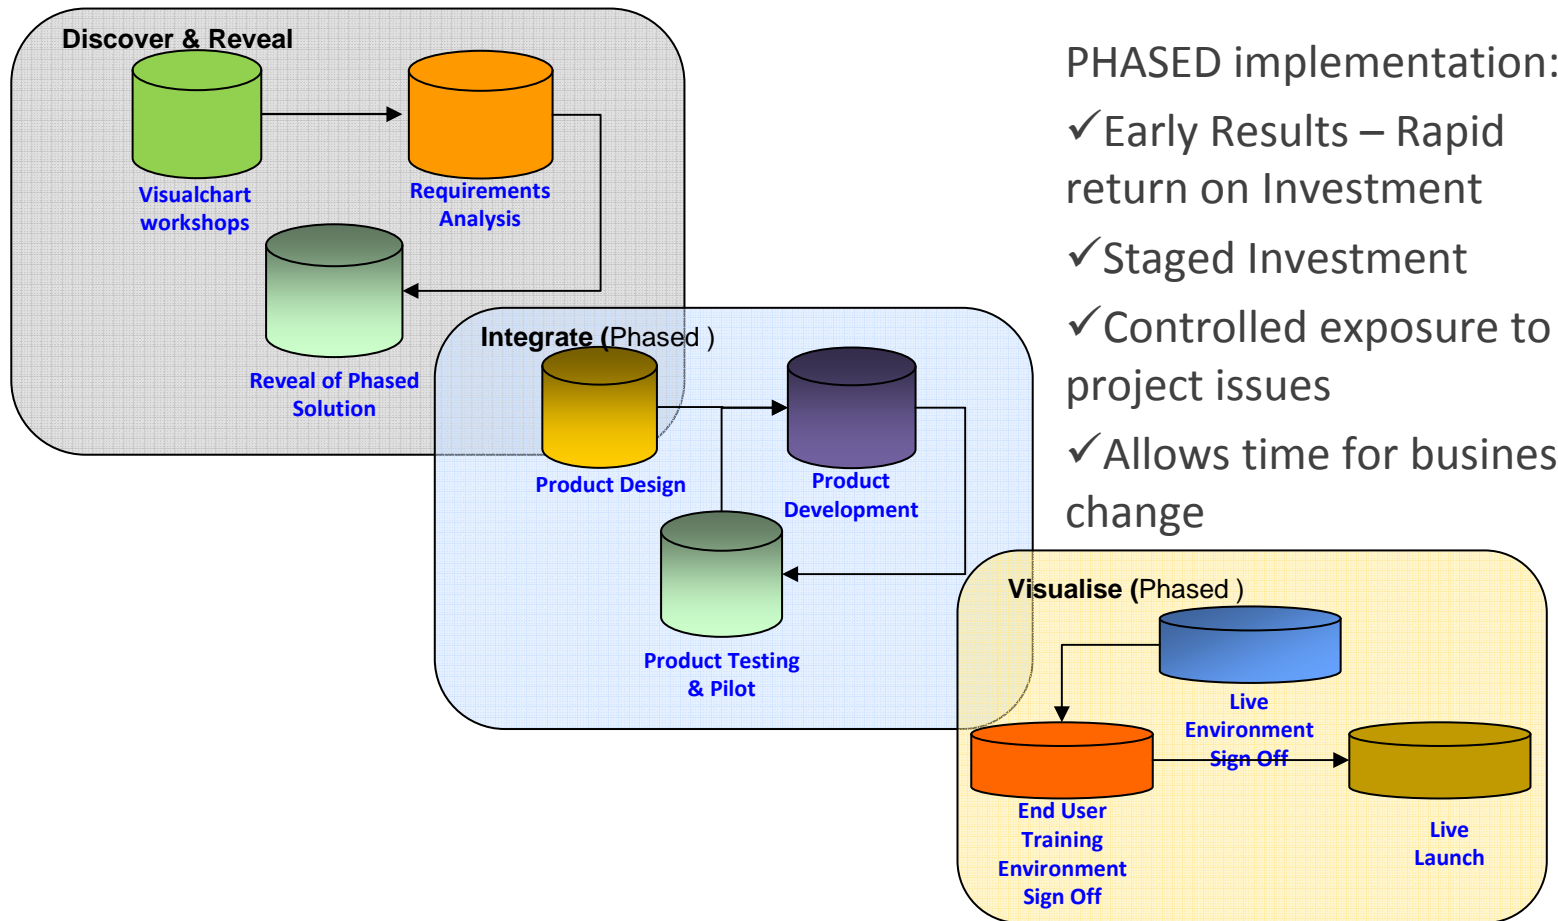 Discover & Reveal
Visualchart
workshops
Requirements
Analysis
Reveal of Phased
Solution
Integrate (Phased )
Product Design
Product
Development
Product Testing
& Pilot
Visualise (Phased )
Live
Environment
Sign Off
End User
Training
Environment
Sign Off
Live
Launch
PHASED implementation:
✓Early Results – Rapid
return on Investment
✓Staged Investment
✓Controlled exposure to
project issues
✓Allows time for busines
change